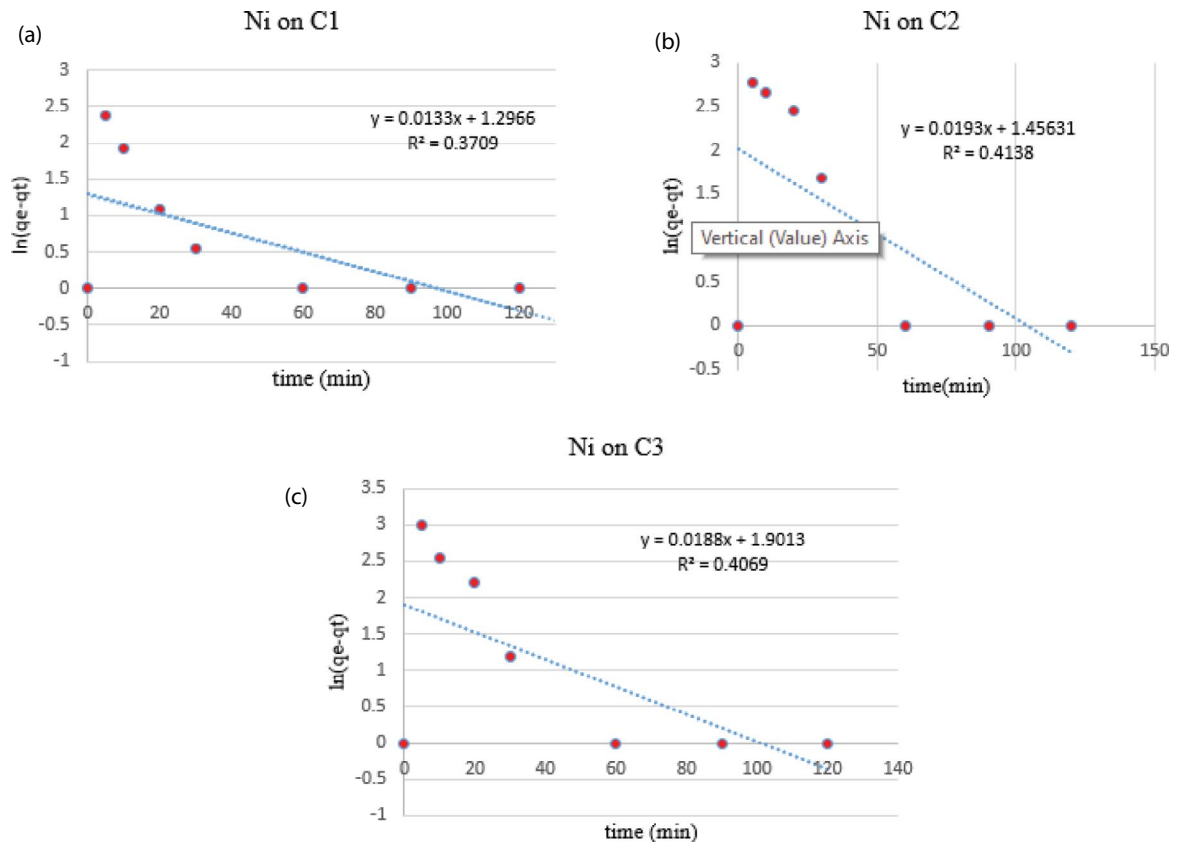 (a)
Ni on C1
3
2.5
2
1.5
1
0.5
0
-0.5
-1
ln(qe-qt)
y = 0.0133x + 1.2966
R² = 0.3709
0 20 40 60 80 100 120
time (min)
(b)
Ni on C2
3
2.5
2
1.5
Vertical (Value) Axis
0.5
0
-0.5
ln(qe-qt)
y = 0.0193x + 1.45631
R² = 0.4138
0 50 100 150
time(min)
(c)
Ni on C3
3.5
3
2.5
2
1.5
1
0.5
0
-0.5
-1
ln(qe-qt)
y = 0.0188x + 1.9013
R² = 0.4069
0 20 40 60 80 100 120 140
time (min)